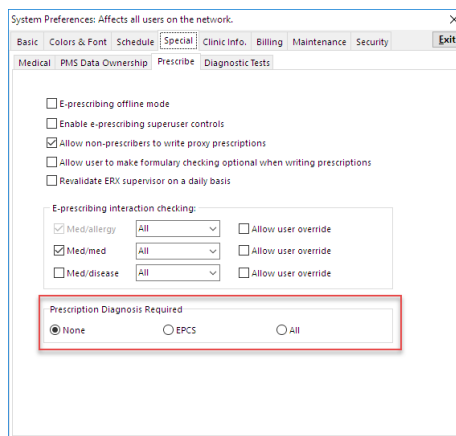 System Preferences: Affects all users on the network.
Basic Colors & Font Schedule Special Clinic Info. Billing Maintenance Security Exit
Medical PMS Data Ownership Prescribe Diagnostic Tests
E-prescribing offline mode
Enable e-prescribing superuser controls
Allow non-prescribers to write proxy prescriptions
Allow user to make formulary checking optional when writing prescriptions
Revalidate ERX supervisor on a daily basis
E-prescribing interaction checking:
Med/allergy All Allow user override
Med/med All Allow user override
Med/disease All Allow user override
Prescription Diagnosis Required
None EPCS All